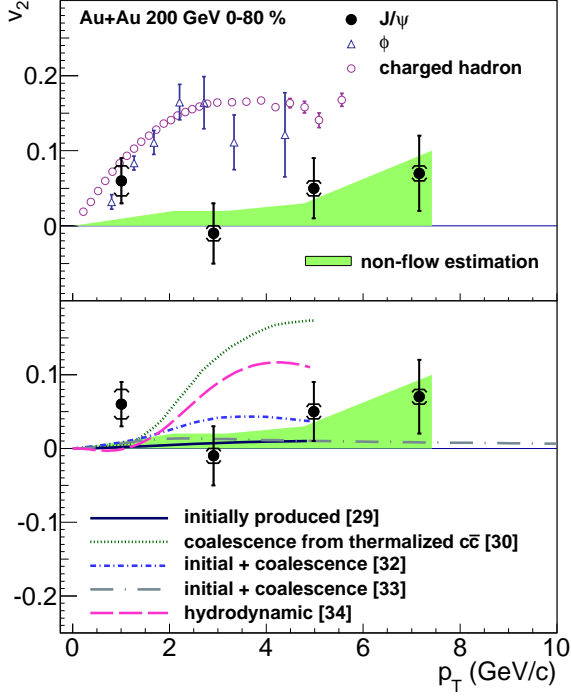 v2
Au+Au 200 GeV 0-80 %
J/ψ
ϕ
charged hadron
0.2
0.1
0
non-flow estimation
0.1
0
-0.1
-0.2
initially produced [29]
coalescence from thermalized cc̅ [30]
initial + coalescence [32]
initial + coalescence [33]
hydrodynamic [34]
0 2 4 6 8 10
pT (GeV/c)